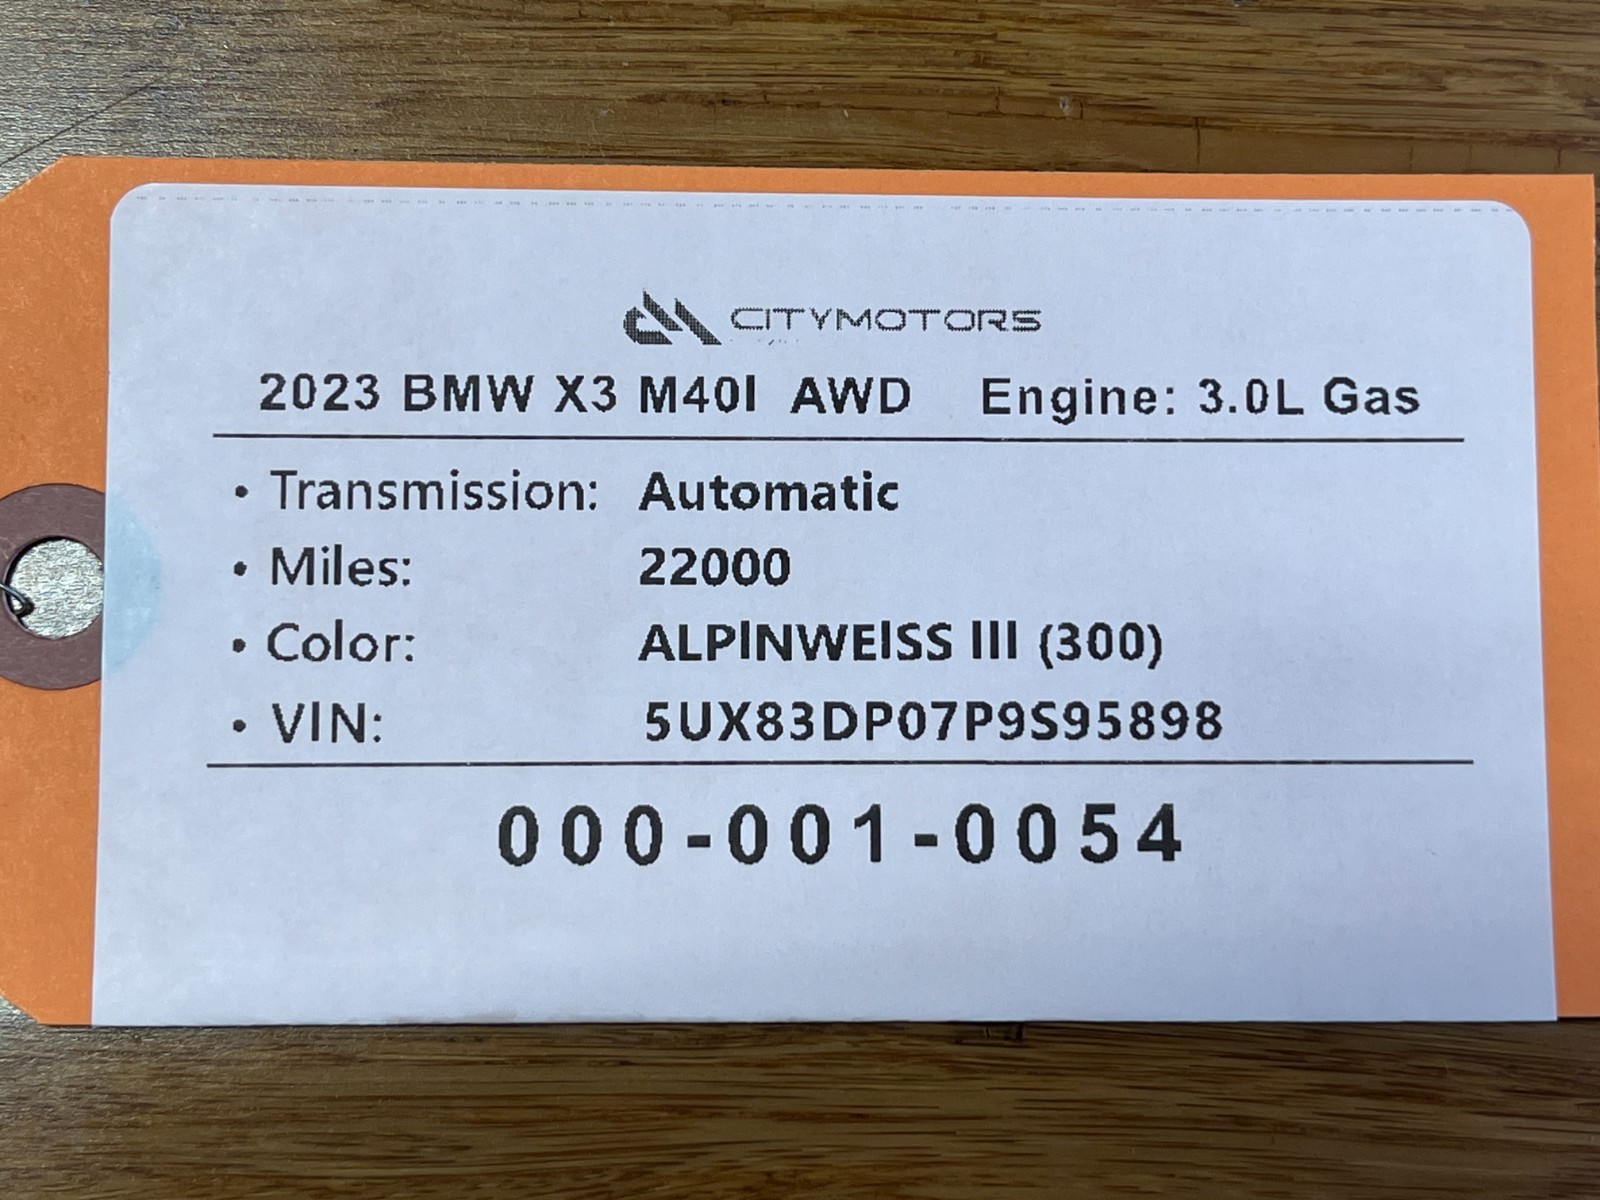 CITYMOTORS
2023 BMW X3 M40I AWD Engine: 3.0L Gas
• Transmission: Automatic
• Miles: 22000
• Color: ALPINWEISS III (300)
• VIN: 5UX83DP07P9S95898
000-001-0054